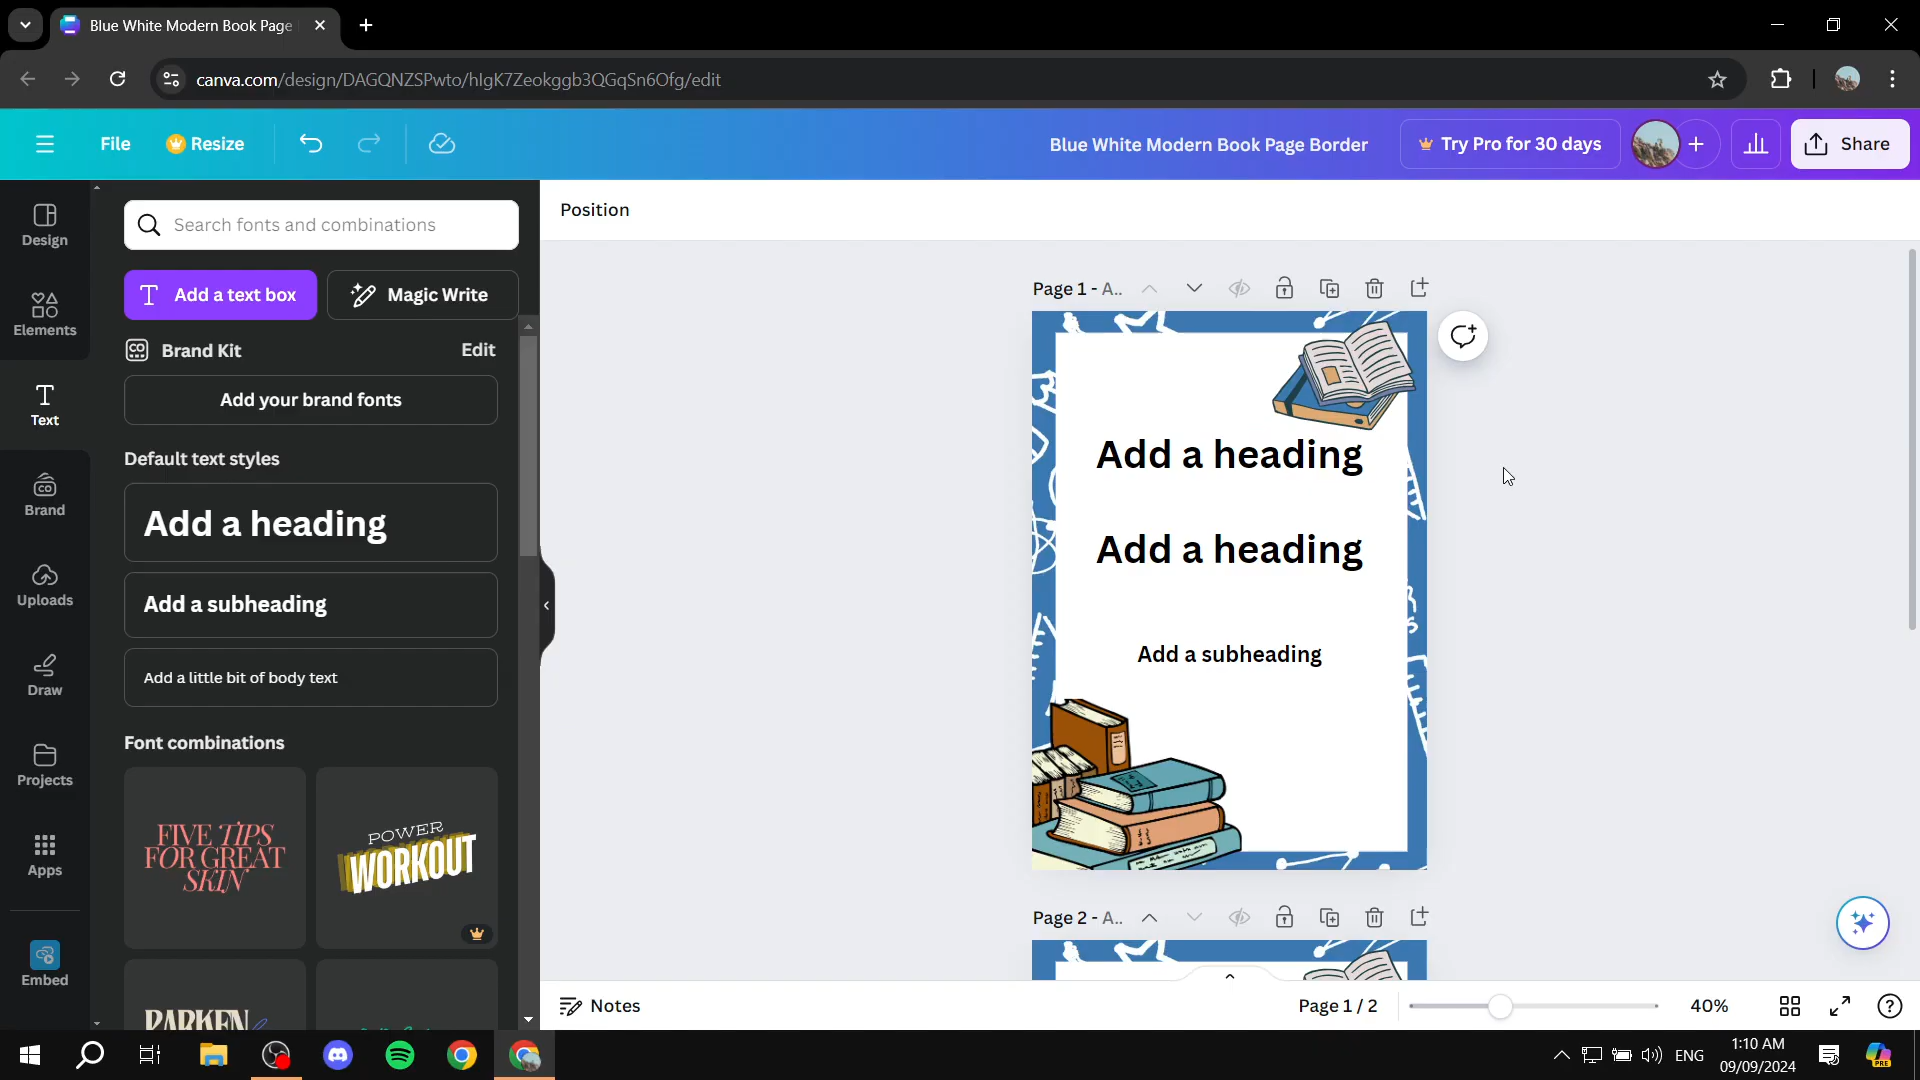 Blue White Modern Book Page
canva.com/design/DAGQNZSPwto/hIgK7Zeokggb3QGqSn6Ofg/edit
File
Resize
Blue White Modern Book Page Border
Try Pro for 30 days
Share
Design
Elements
Text
Brand
Uploads
Draw
Projects
Apps
Embed
Search fonts and combinations
Add a text box
Magic Write
Brand Kit
Edit
Add your brand fonts
Default text styles
Add a heading
Add a subheading
Add a little bit of body text
Font combinations
FIVE TIPS
FOR GREAT
SKIN
POWER
WORKOUT
PARKEN
Position
Page 1 - A..
Add a heading
Add a heading
Add a subheading
Page 2 - A..
Notes
Page 1 / 2
40%
ENG
1:10 AM
09/09/2024
PRE